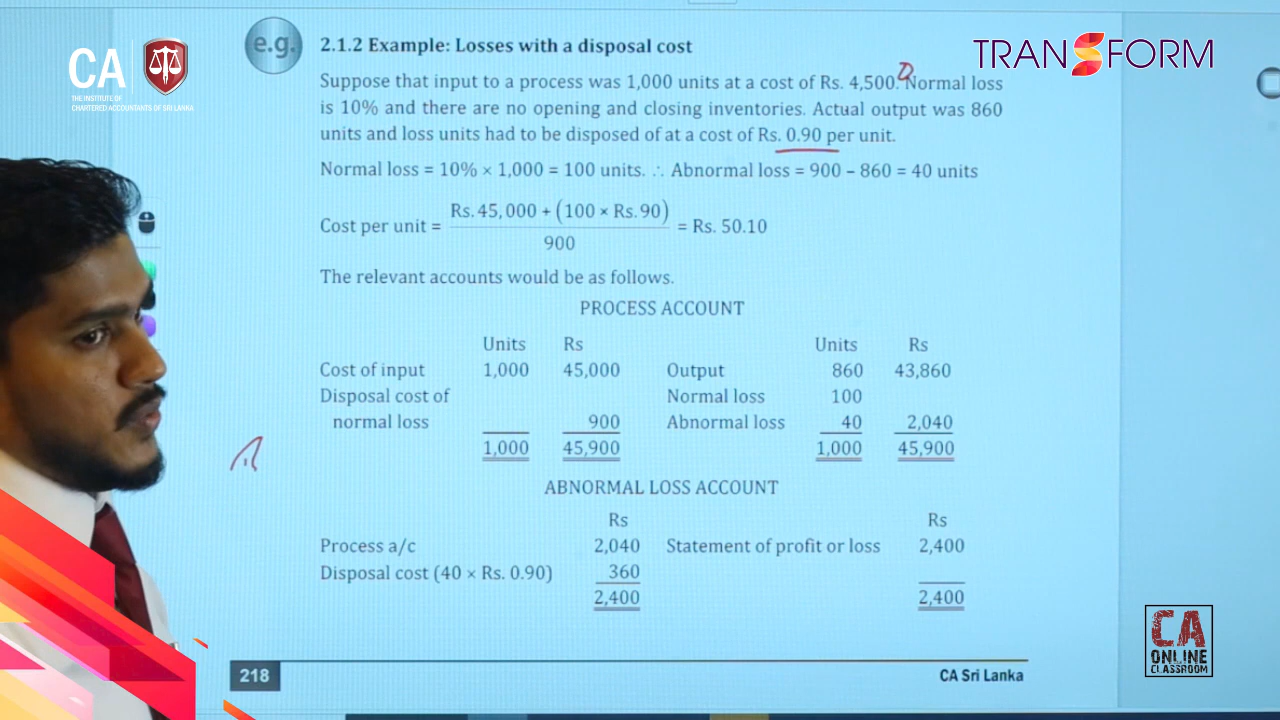 CA
THE INSTITUTE OF
CHARTERED ACCOUNTANTS OF SRI LANKA
TRANSFORM
e.g.
2.1.2 Example: Losses with a disposal cost
Suppose that input to a process was 1,000 units at a cost of Rs. 4,500. Normal loss
is 10% and there are no opening and closing inventories. Actual output was 860
units and loss units had to be disposed of at a cost of Rs. 0.90 per unit.
Normal loss = 10% × 1,000 = 100 units. ∴ Abnormal loss = 900 – 860 = 40 units
Cost per unit = Rs. 45,000 + (100 × Rs. 90) / 900 = Rs. 50.10
The relevant accounts would be as follows.
PROCESS ACCOUNT
Units Rs Units Rs
Cost of input 1,000 45,000 Output 860 43,860
Disposal cost of Normal loss 100
normal loss 900 Abnormal loss 40 2,040
1,000 45,900 1,000 45,900
ABNORMAL LOSS ACCOUNT
Rs Rs
Process a/c 2,040 Statement of profit or loss 2,400
Disposal cost (40 × Rs. 0.90) 360
2,400 2,400
218 CA Sri Lanka
CA
ONLINE
CLASSROOM